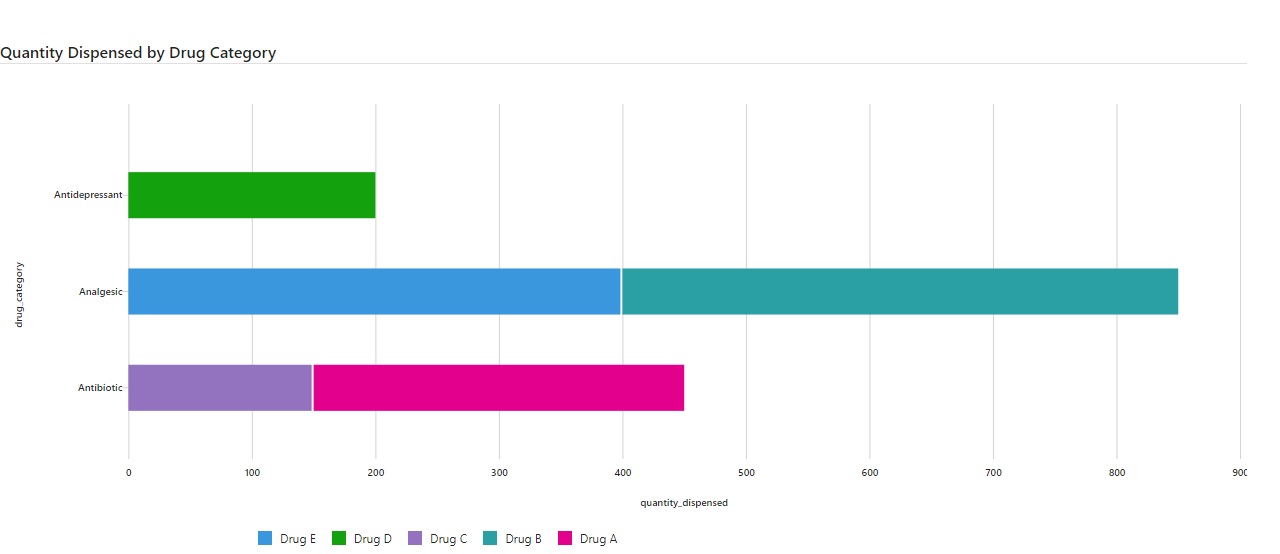 Quantity Dispensed by Drug Category
drug_category
Antidepressant
Analgesic
Antibiotic
0 100 200 300 400 500 600 700 800 900
quantity_dispensed
Drug E Drug D Drug C Drug B Drug A